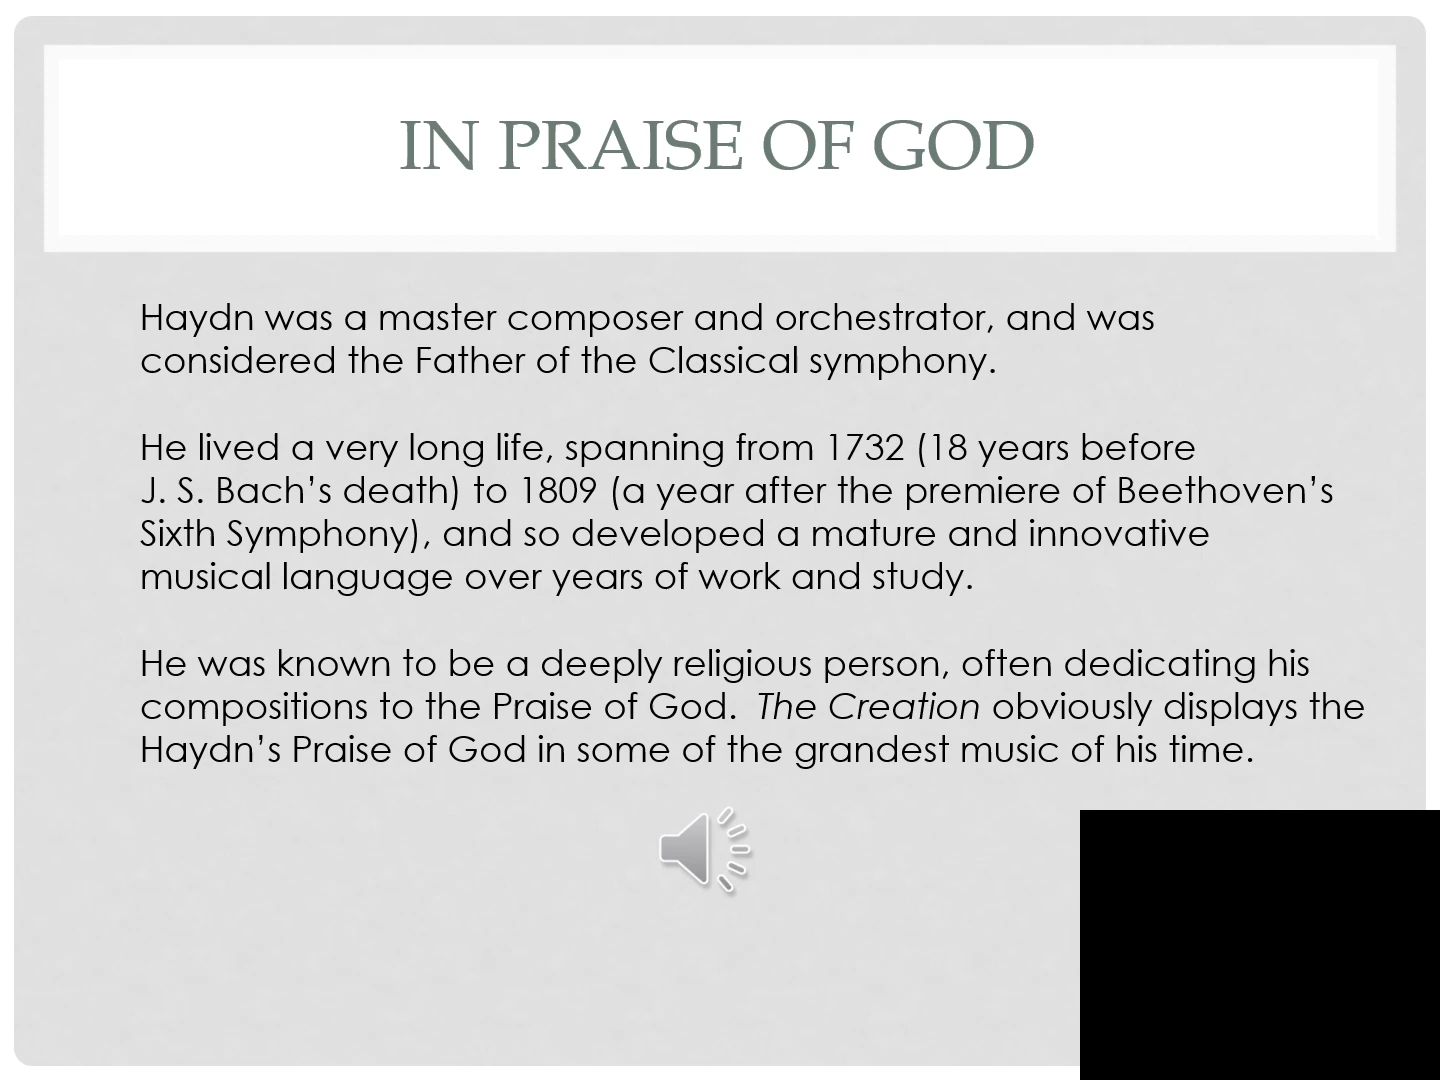 IN PRAISE OF GOD
Haydn was a master composer and orchestrator, and was
considered the Father of the Classical symphony.
He lived a very long life, spanning from 1732 (18 years before
J. S. Bach’s death) to 1809 (a year after the premiere of Beethoven’s
Sixth Symphony), and so developed a mature and innovative
musical language over years of work and study.
He was known to be a deeply religious person, often dedicating his
compositions to the Praise of God.  The Creation obviously displays the
Haydn’s Praise of God in some of the grandest music of his time.